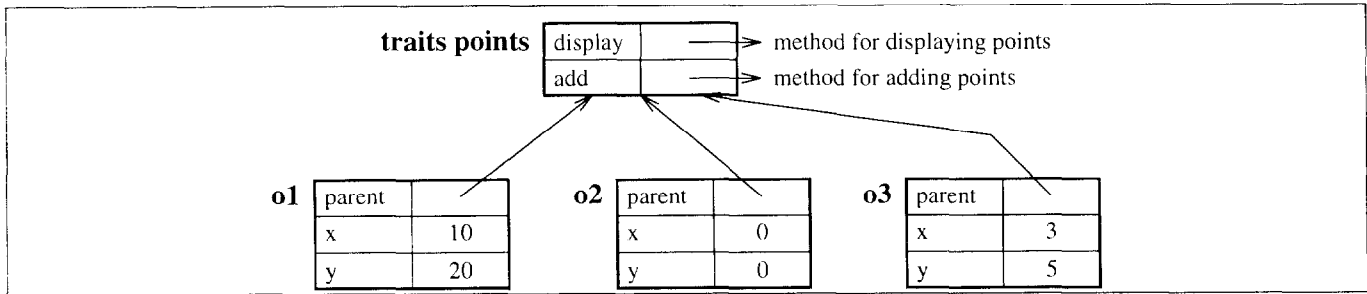 traits points display method for displaying points
add method for adding points
o1 parent o2 parent o3 parent
x 10 x 0 x 3
y 20 y 0 y 5